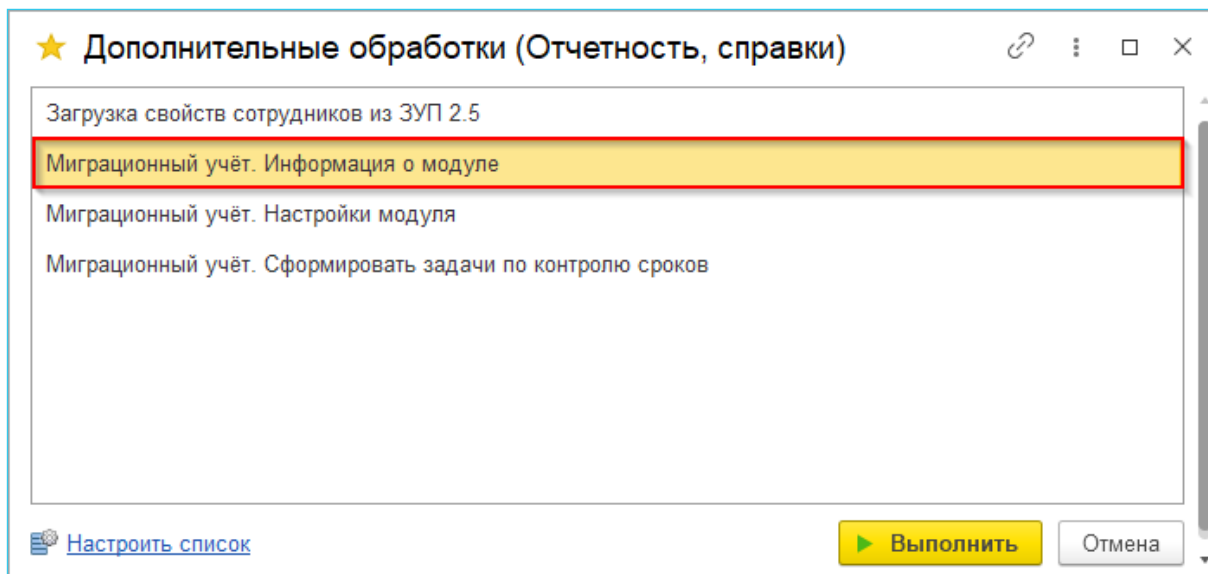 Дополнительные обработки (Отчетность, справки)
Загрузка свойств сотрудников из ЗУП 2.5
Миграционный учёт. Информация о модуле
Миграционный учёт. Настройки модуля
Миграционный учёт. Сформировать задачи по контролю сроков
Настроить список
Выполнить
Отмена